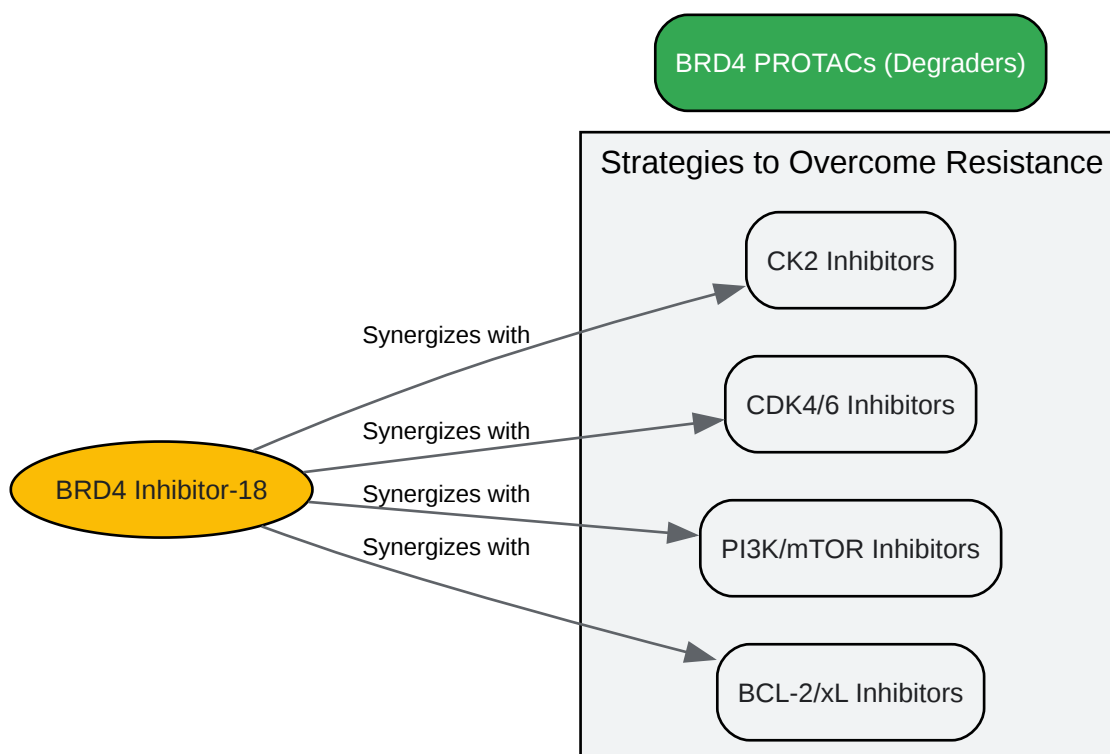 BRD4 PROTACs (Degraders)
Strategies to Overcome Resistance
CK2 Inhibitors
Synergizes with
CDK4/6 Inhibitors
Synergizes with
BRD4 Inhibitor-18
Synergizes with
PI3K/mTOR Inhibitors
Synergizes with
BCL-2/xL Inhibitors